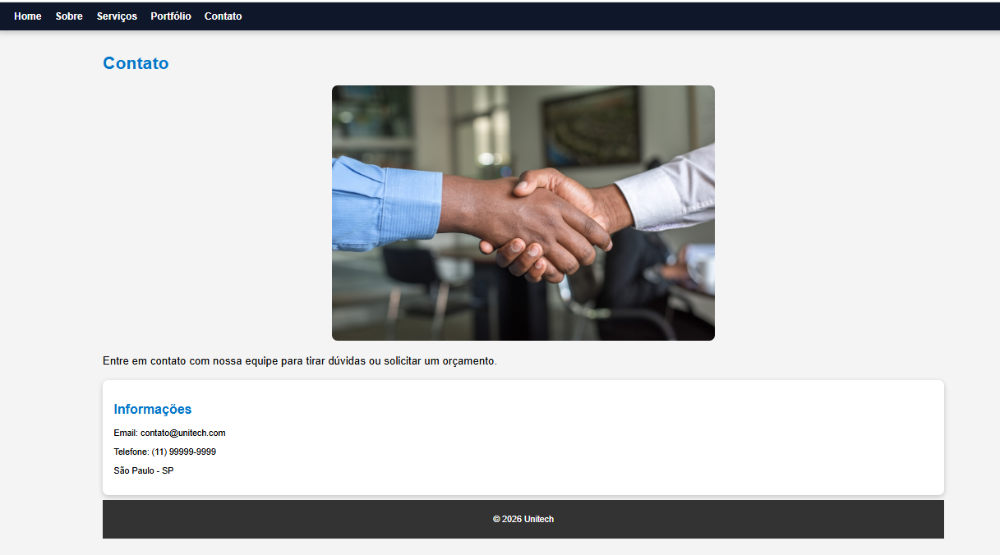 Home Sobre Serviços Portfólio Contato
Contato
Entre em contato com nossa equipe para tirar dúvidas ou solicitar um orçamento.
Informações
Email: contato@unitech.com
Telefone: (11) 99999-9999
São Paulo - SP
© 2026 Unitech